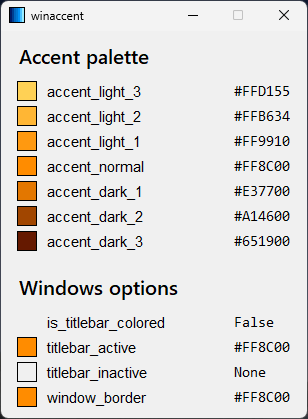 winaccent
Accent palette
accent_light_3 #FFD155
accent_light_2 #FFB634
accent_light_1 #FF9910
accent_normal #FF8C00
accent_dark_1 #E37700
accent_dark_2 #A14600
accent_dark_3 #651900
Windows options
is_titlebar_colored False
titlebar_active #FF8C00
titlebar_inactive None
window_border #FF8C00